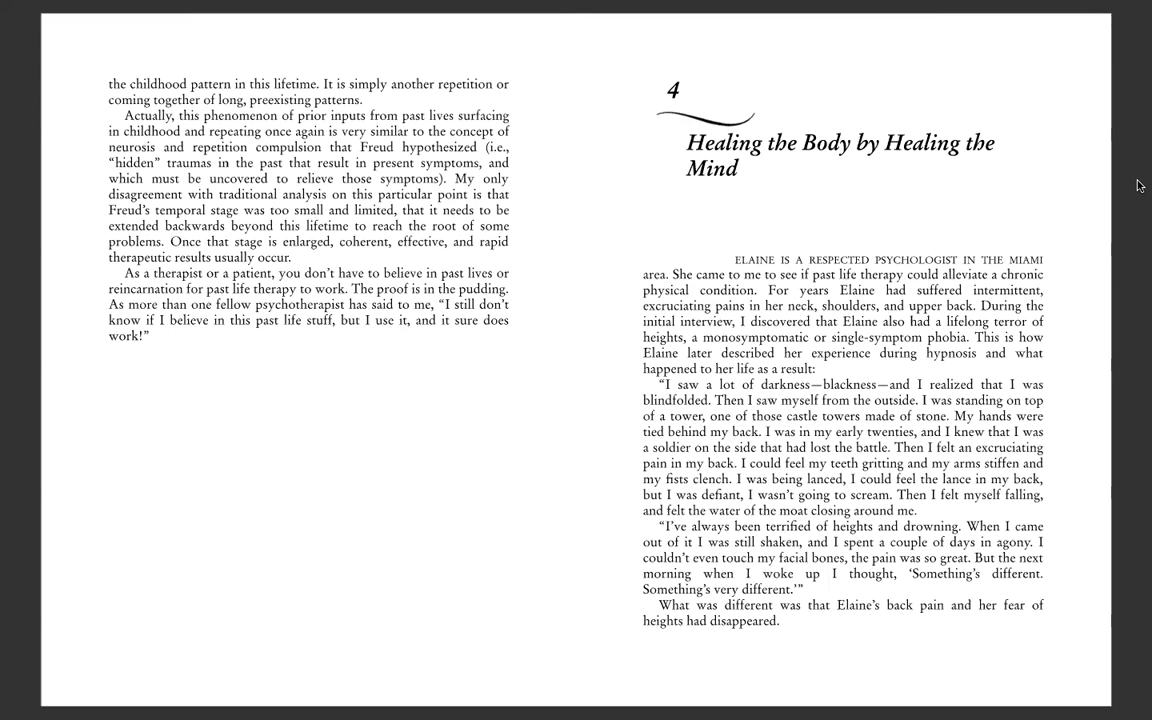 the childhood pattern in this lifetime. It is simply another repetition or
coming together of long, preexisting patterns.
Actually, this phenomenon of prior inputs from past lives surfacing
in childhood and repeating once again is very similar to the concept of
neurosis and repetition compulsion that Freud hypothesized (i.e.,
“hidden” traumas in the past that result in present symptoms, and
which must be uncovered to relieve those symptoms). My only
disagreement with traditional analysis on this particular point is that
Freud’s temporal stage was too small and limited, that it needs to be
extended backwards beyond this lifetime to reach the root of some
problems. Once that stage is enlarged, coherent, effective, and rapid
therapeutic results usually occur.
As a therapist or a patient, you don’t have to believe in past lives or
reincarnation for past life therapy to work. The proof is in the pudding.
As more than one fellow psychotherapist has said to me, “I still don’t
know if I believe in this past life stuff, but I use it, and it sure does
work!”
4
Healing the Body by Healing the
Mind
ELAINE IS A RESPECTED PSYCHOLOGIST IN THE MIAMI
area. She came to me to see if past life therapy could alleviate a chronic
physical condition. For years Elaine had suffered intermittent,
excruciating pains in her neck, shoulders, and upper back. During the
initial interview, I discovered that Elaine also had a lifelong terror of
heights, a monosymptomatic or single-symptom phobia. This is how
Elaine later described her experience during hypnosis and what
happened to her life as a result:
“I saw a lot of darkness—blackness—and I realized that I was
blindfolded. Then I saw myself from the outside. I was standing on top
of a tower, one of those castle towers made of stone. My hands were
tied behind my back. I was in my early twenties, and I knew that I was
a soldier on the side that had lost the battle. Then I felt an excruciating
pain in my back. I could feel my teeth gritting and my arms stiffen and
my fists clench. I was being lanced, I could feel the lance in my back,
but I was defiant, I wasn’t going to scream. Then I felt myself falling,
and felt the water of the moat closing around me.
“I’ve always been terrified of heights and drowning. When I came
out of it I was still shaken, and I spent a couple of days in agony. I
couldn’t even touch my facial bones, the pain was so great. But the next
morning when I woke up I thought, ‘Something’s different.
Something’s very different.’”
What was different was that Elaine’s back pain and her fear of
heights had disappeared.